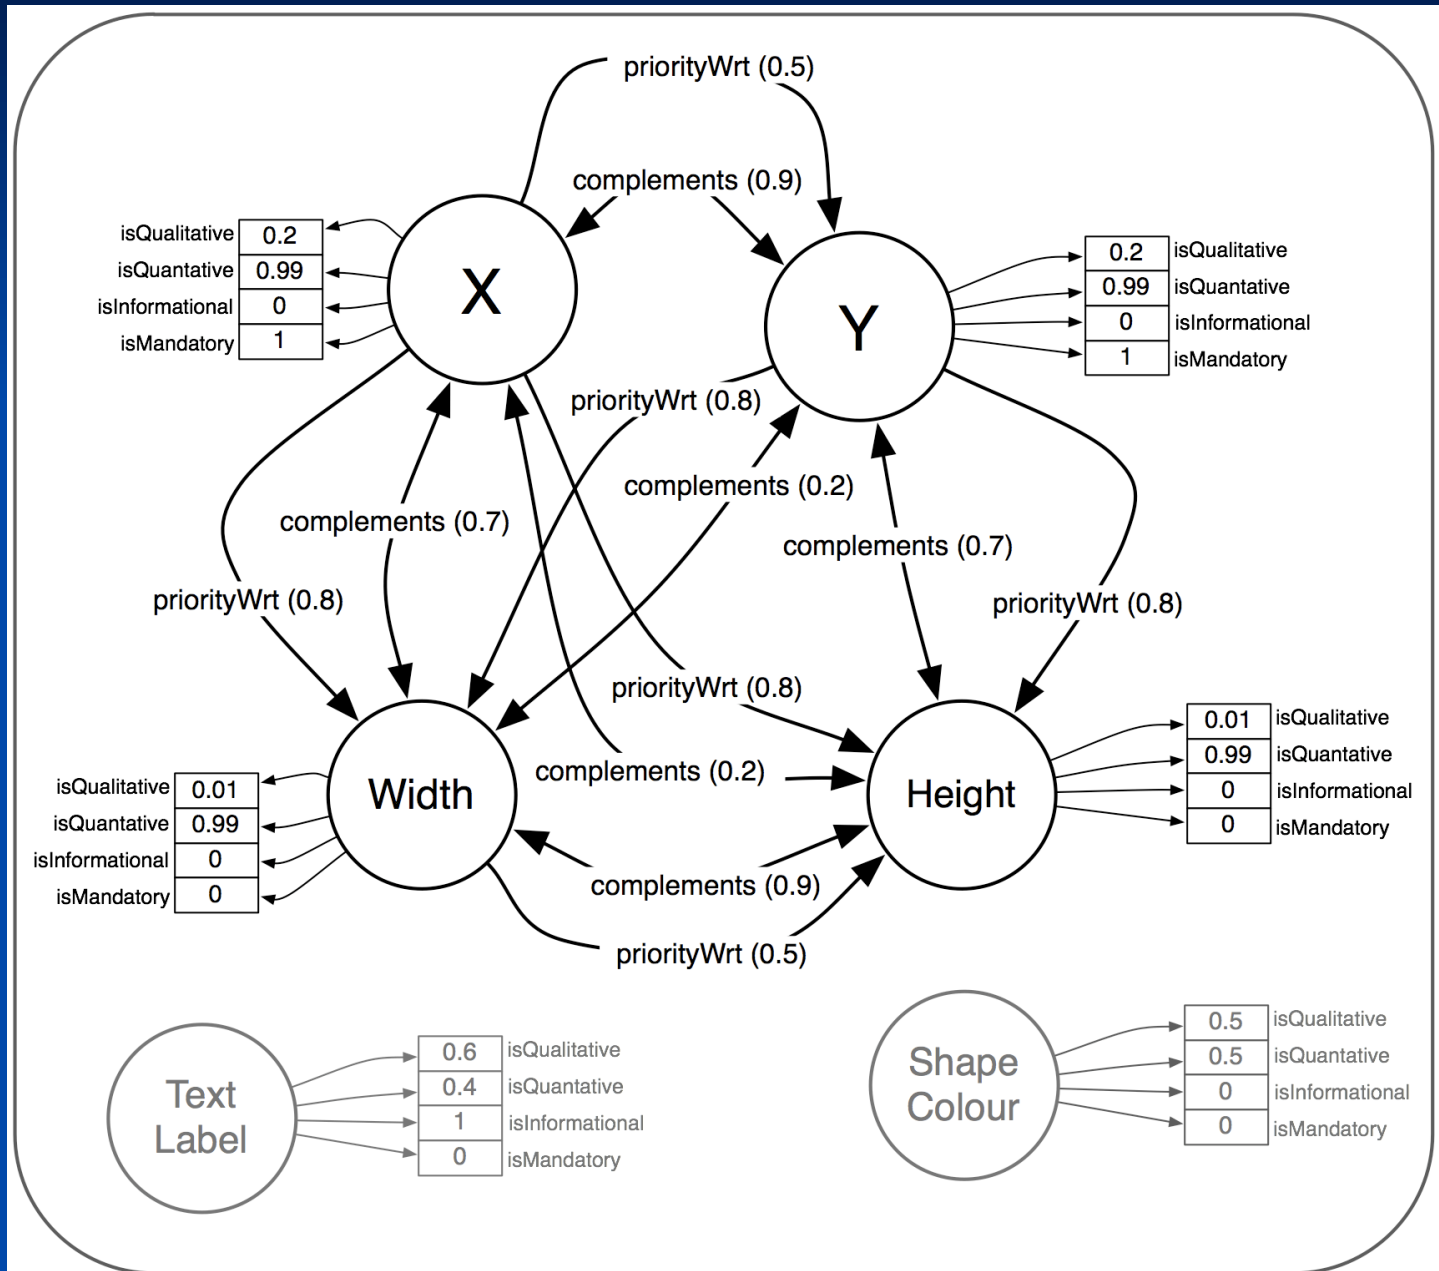 priorityWrt (0.5)
complements (0.9)
X
isQualitative 0.2
isQuantative 0.99
isInformational 0
isMandatory 1
Y
0.2 isQualitative
0.99 isQuantative
0 isInformational
1 isMandatory
priorityWrt (0.8)
complements (0.2)
complements (0.7)
complements (0.7)
priorityWrt (0.8)
priorityWrt (0.8)
priorityWrt (0.8)
complements (0.2)
Width
isQualitative 0.01
isQuantative 0.99
isInformational 0
isMandatory 0
Height
0.01 isQualitative
0.99 isQuantative
0 isInformational
0 isMandatory
complements (0.9)
priorityWrt (0.5)
Text
Label
0.6 isQualitative
0.4 isQuantative
1 isInformational
0 isMandatory
Shape
Colour
0.5 isQualitative
0.5 isQuantative
0 isInformational
0 isMandatory